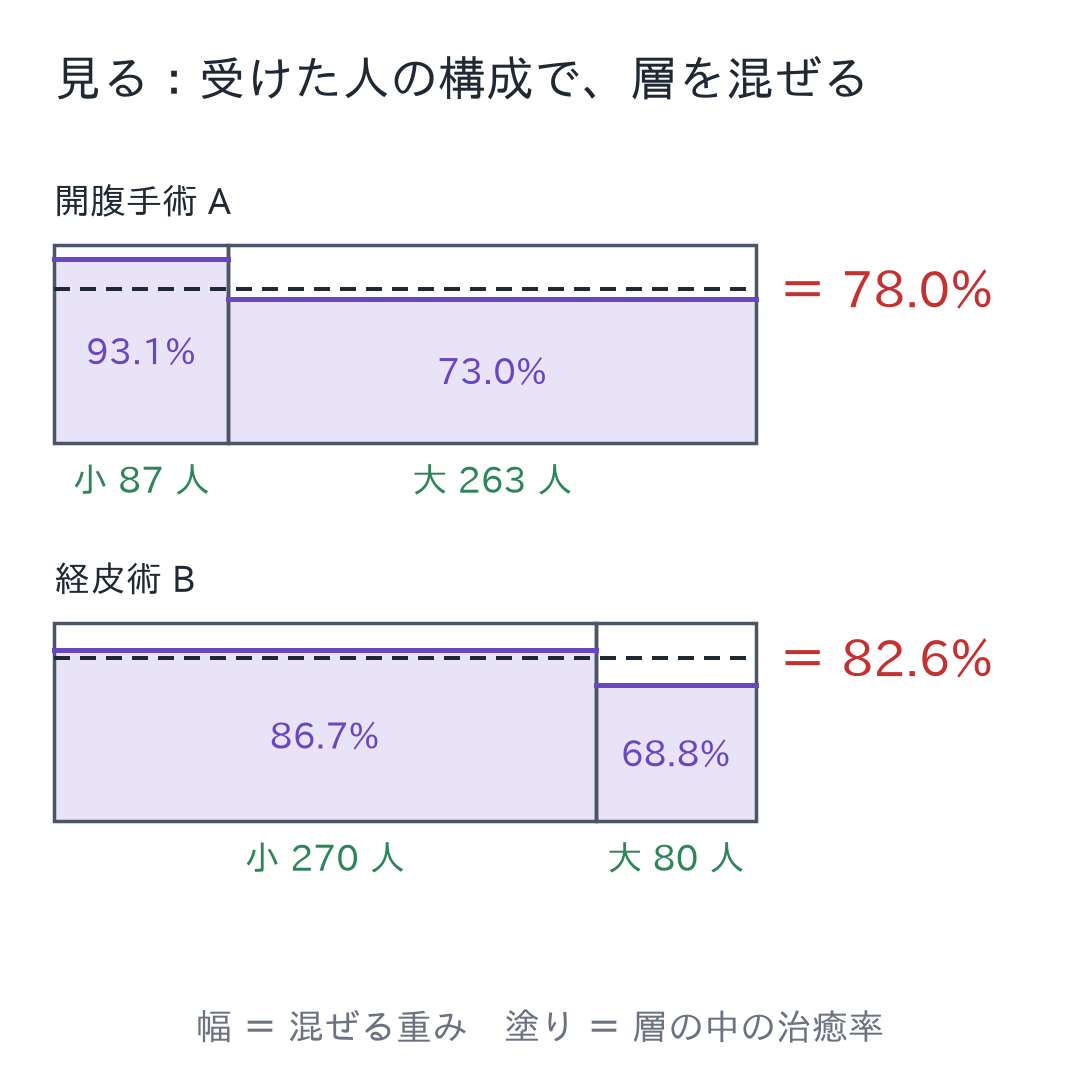 見る：受けた人の構成で、層を混ぜる
開腹手術 A
93.1%
73.0%
= 78.0%
小 87 人
大 263 人
経皮術 B
86.7%
68.8%
= 82.6%
小 270 人
大 80 人
幅 = 混ぜる重み　塗り = 層の中の治癒率